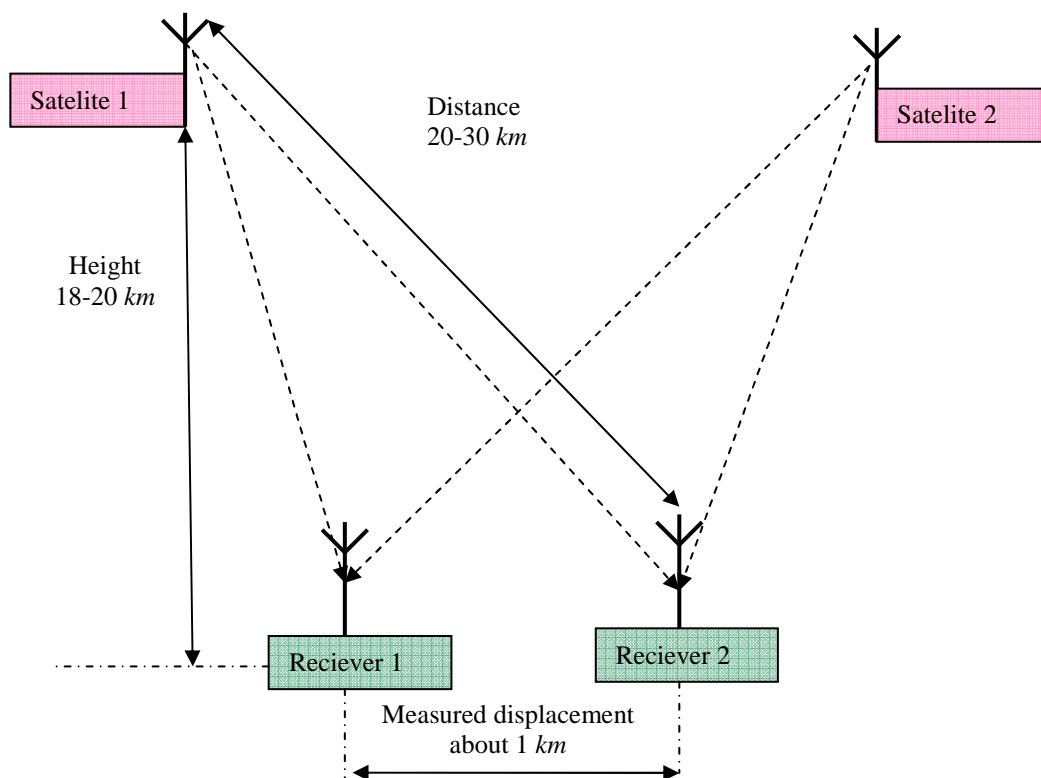 Satelite 1
Distance
20-30 km
Satelite 2
Height
18-20 km
Reciever 1
Reciever 2
Measured displacement
about 1 km